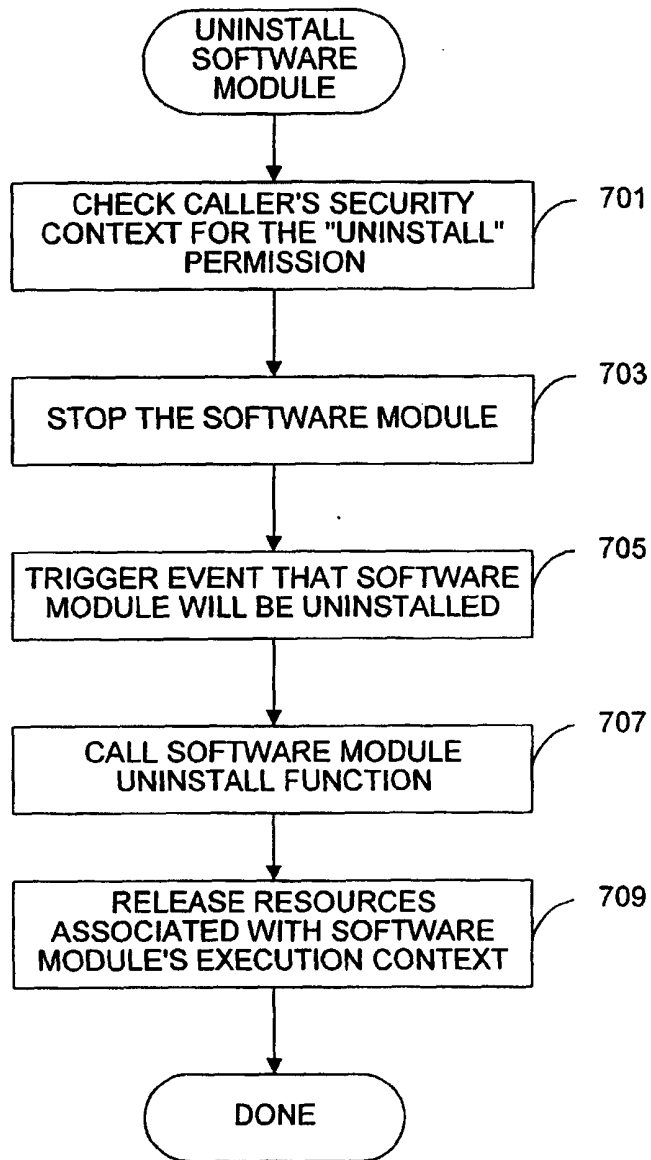 UNINSTALL
SOFTWARE
MODULE
CHECK CALLER'S SECURITY
CONTEXT FOR THE "UNINSTALL"
PERMISSION
701
STOP THE SOFTWARE MODULE
703
TRIGGER EVENT THAT SOFTWARE
MODULE WILL BE UNINSTALLED
705
CALL SOFTWARE MODULE
UNINSTALL FUNCTION
707
RELEASE RESOURCES
ASSOCIATED WITH SOFTWARE
MODULE'S EXECUTION CONTEXT
709
DONE